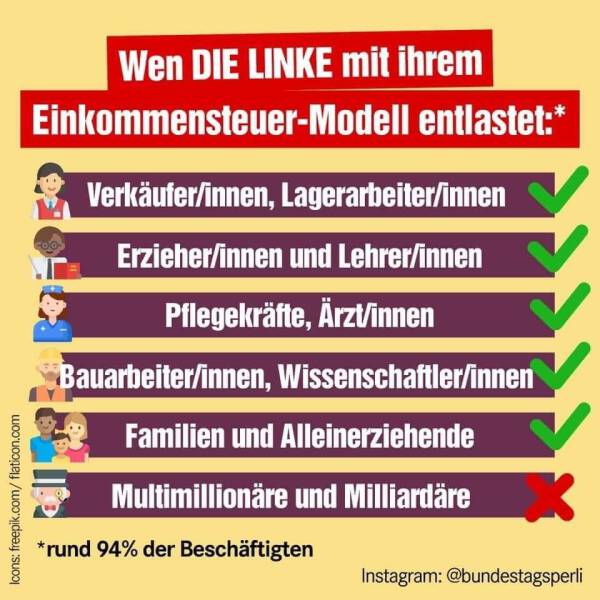 Wen DIE LINKE mit ihrem
Einkommensteuer-Modell entlastet:*
Verkäufer/innen, Lagerarbeiter/innen
Erzieher/innen und Lehrer/innen
Pflegekräfte, Ärzt/innen
Bauarbeiter/innen, Wissenschaftler/innen
Familien und Alleinerziehende
Multimillionäre und Milliardäre
*rund 94% der Beschäftigten
Instagram: @bundestagsperli
Icons: freepik.com/ flaticon.com